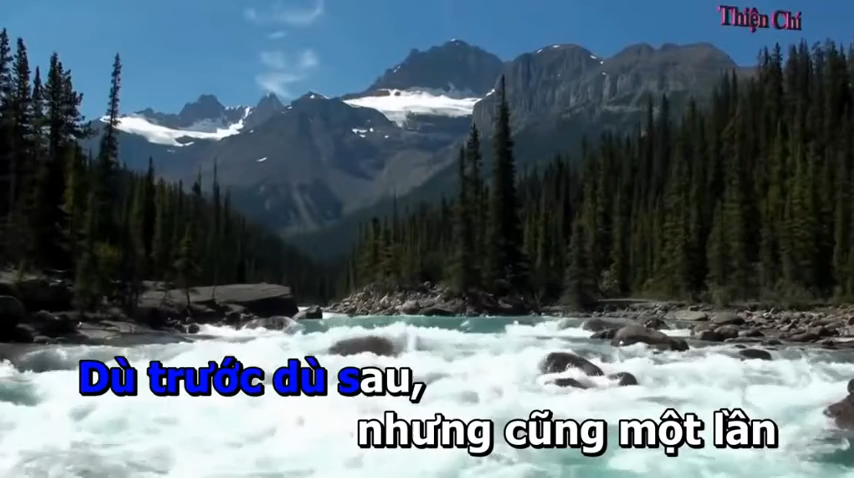 Thiện Chí
Dù trước dù sau,
nhưng cũng một lần